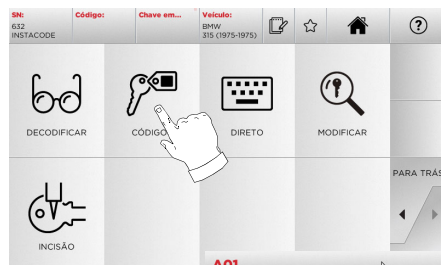 SN:
632
INSTACODE
Código:
Chave em...
Veículo:
BMW
315 (1975-1975)
?
DECODIFICAR
CÓDIGO
DIRETO
MODIFICAR
PARA TRÁS
INCISÃO
A01